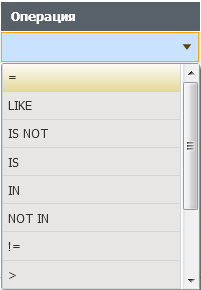 Операция
=
LIKE
IS NOT
IS
IN
NOT IN
!=
>